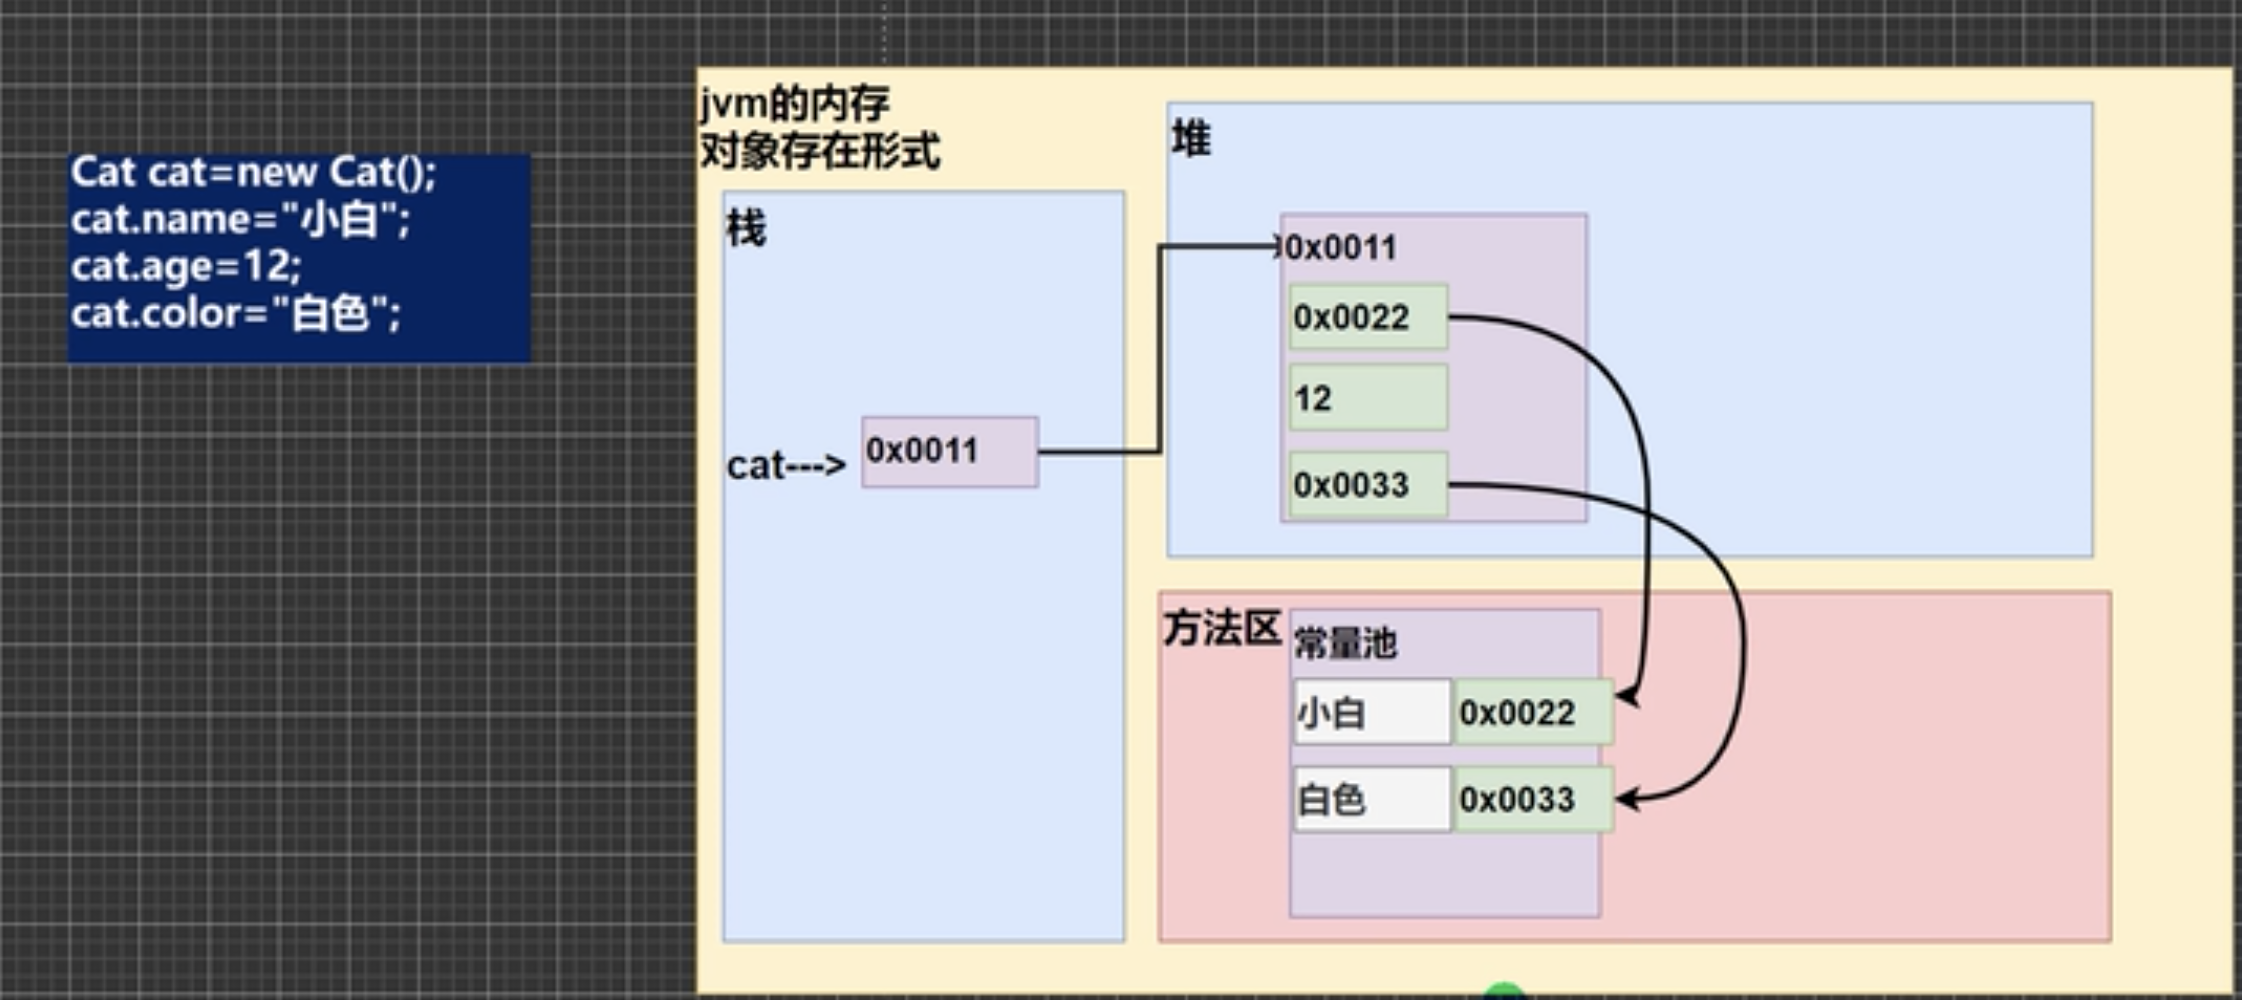 Cat cat=new Cat();
cat.name="小白";
cat.age=12;
cat.color="白色";
jvm的内存
对象存在形式
栈
cat--->
0x0011
堆
0x0011
0x0022
12
0x0033
方法区
常量池
小白 0x0022
白色 0x0033